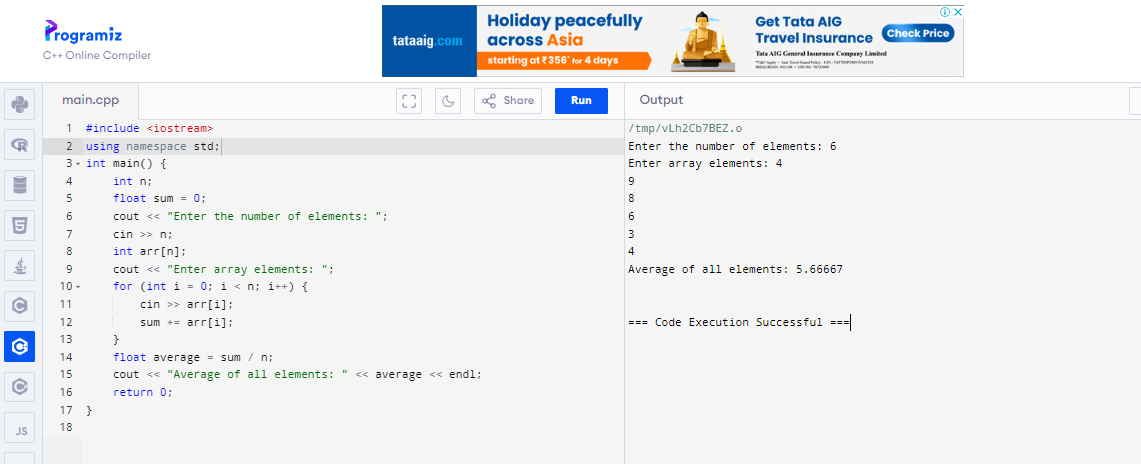 Programiz
C++ Online Compiler
tataaig.com
Holiday peacefully
across Asia
starting at ₹356* for 4 days
Get Tata AIG
Travel Insurance
Check Price
Tata AIG General Insurance Company Limited
main.cpp
Share
Run
Output
1 #include <iostream>
2 using namespace std;
3 int main() {
4 int n;
5 float sum = 0;
6 cout << "Enter the number of elements: ";
7 cin >> n;
8 int arr[n];
9 cout << "Enter array elements: ";
10 for (int i = 0; i < n; i++) {
11 cin >> arr[i];
12 sum += arr[i];
13 }
14 float average = sum / n;
15 cout << "Average of all elements: " << average << endl;
16 return 0;
17 }
18
/tmp/vLh2Cb7BEZ.o
Enter the number of elements: 6
Enter array elements: 4
9
8
6
3
4
Average of all elements: 5.66667
=== Code Execution Successful ===
JS